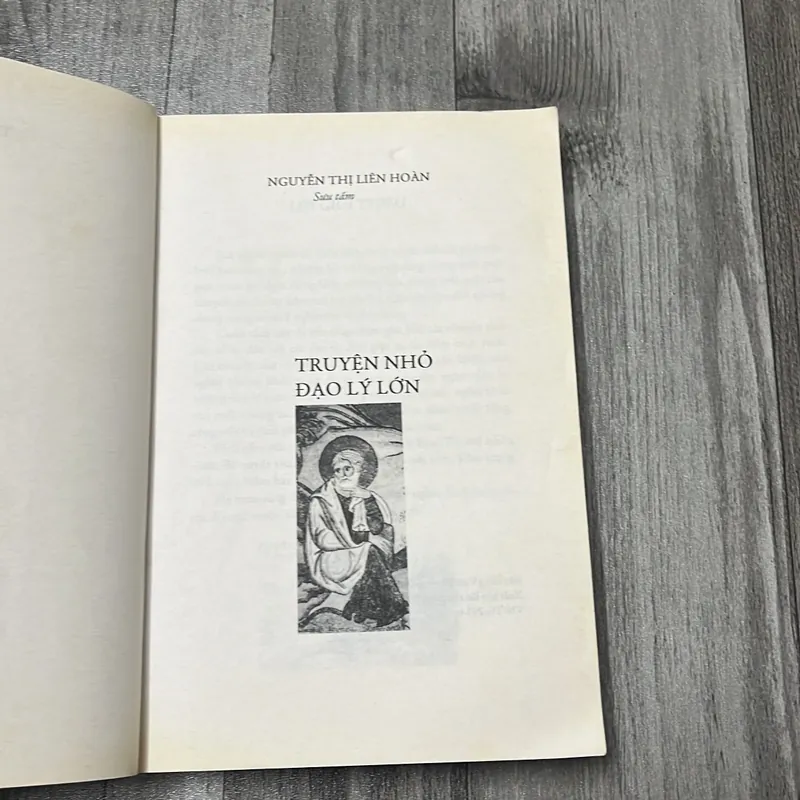 NGUYỄN THỊ LIÊN HOÀN
Sưu tầm
TRUYỆN NHỎ
ĐẠO LÝ LỚN